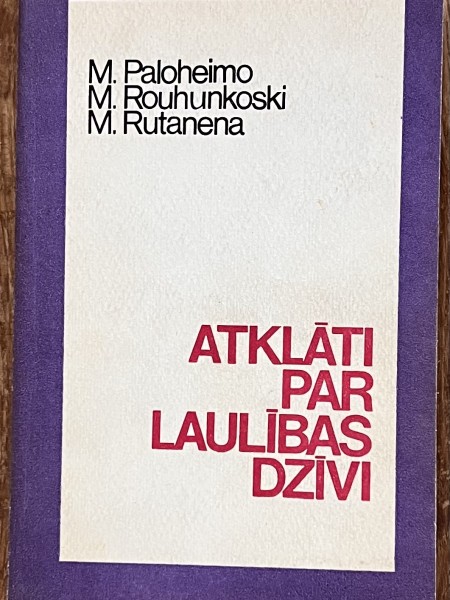 M. Paloheimo
M. Rouhunkoski
M. Rutanena
ATKLĀTI
PAR
LAULĪBAS
DZĪVI